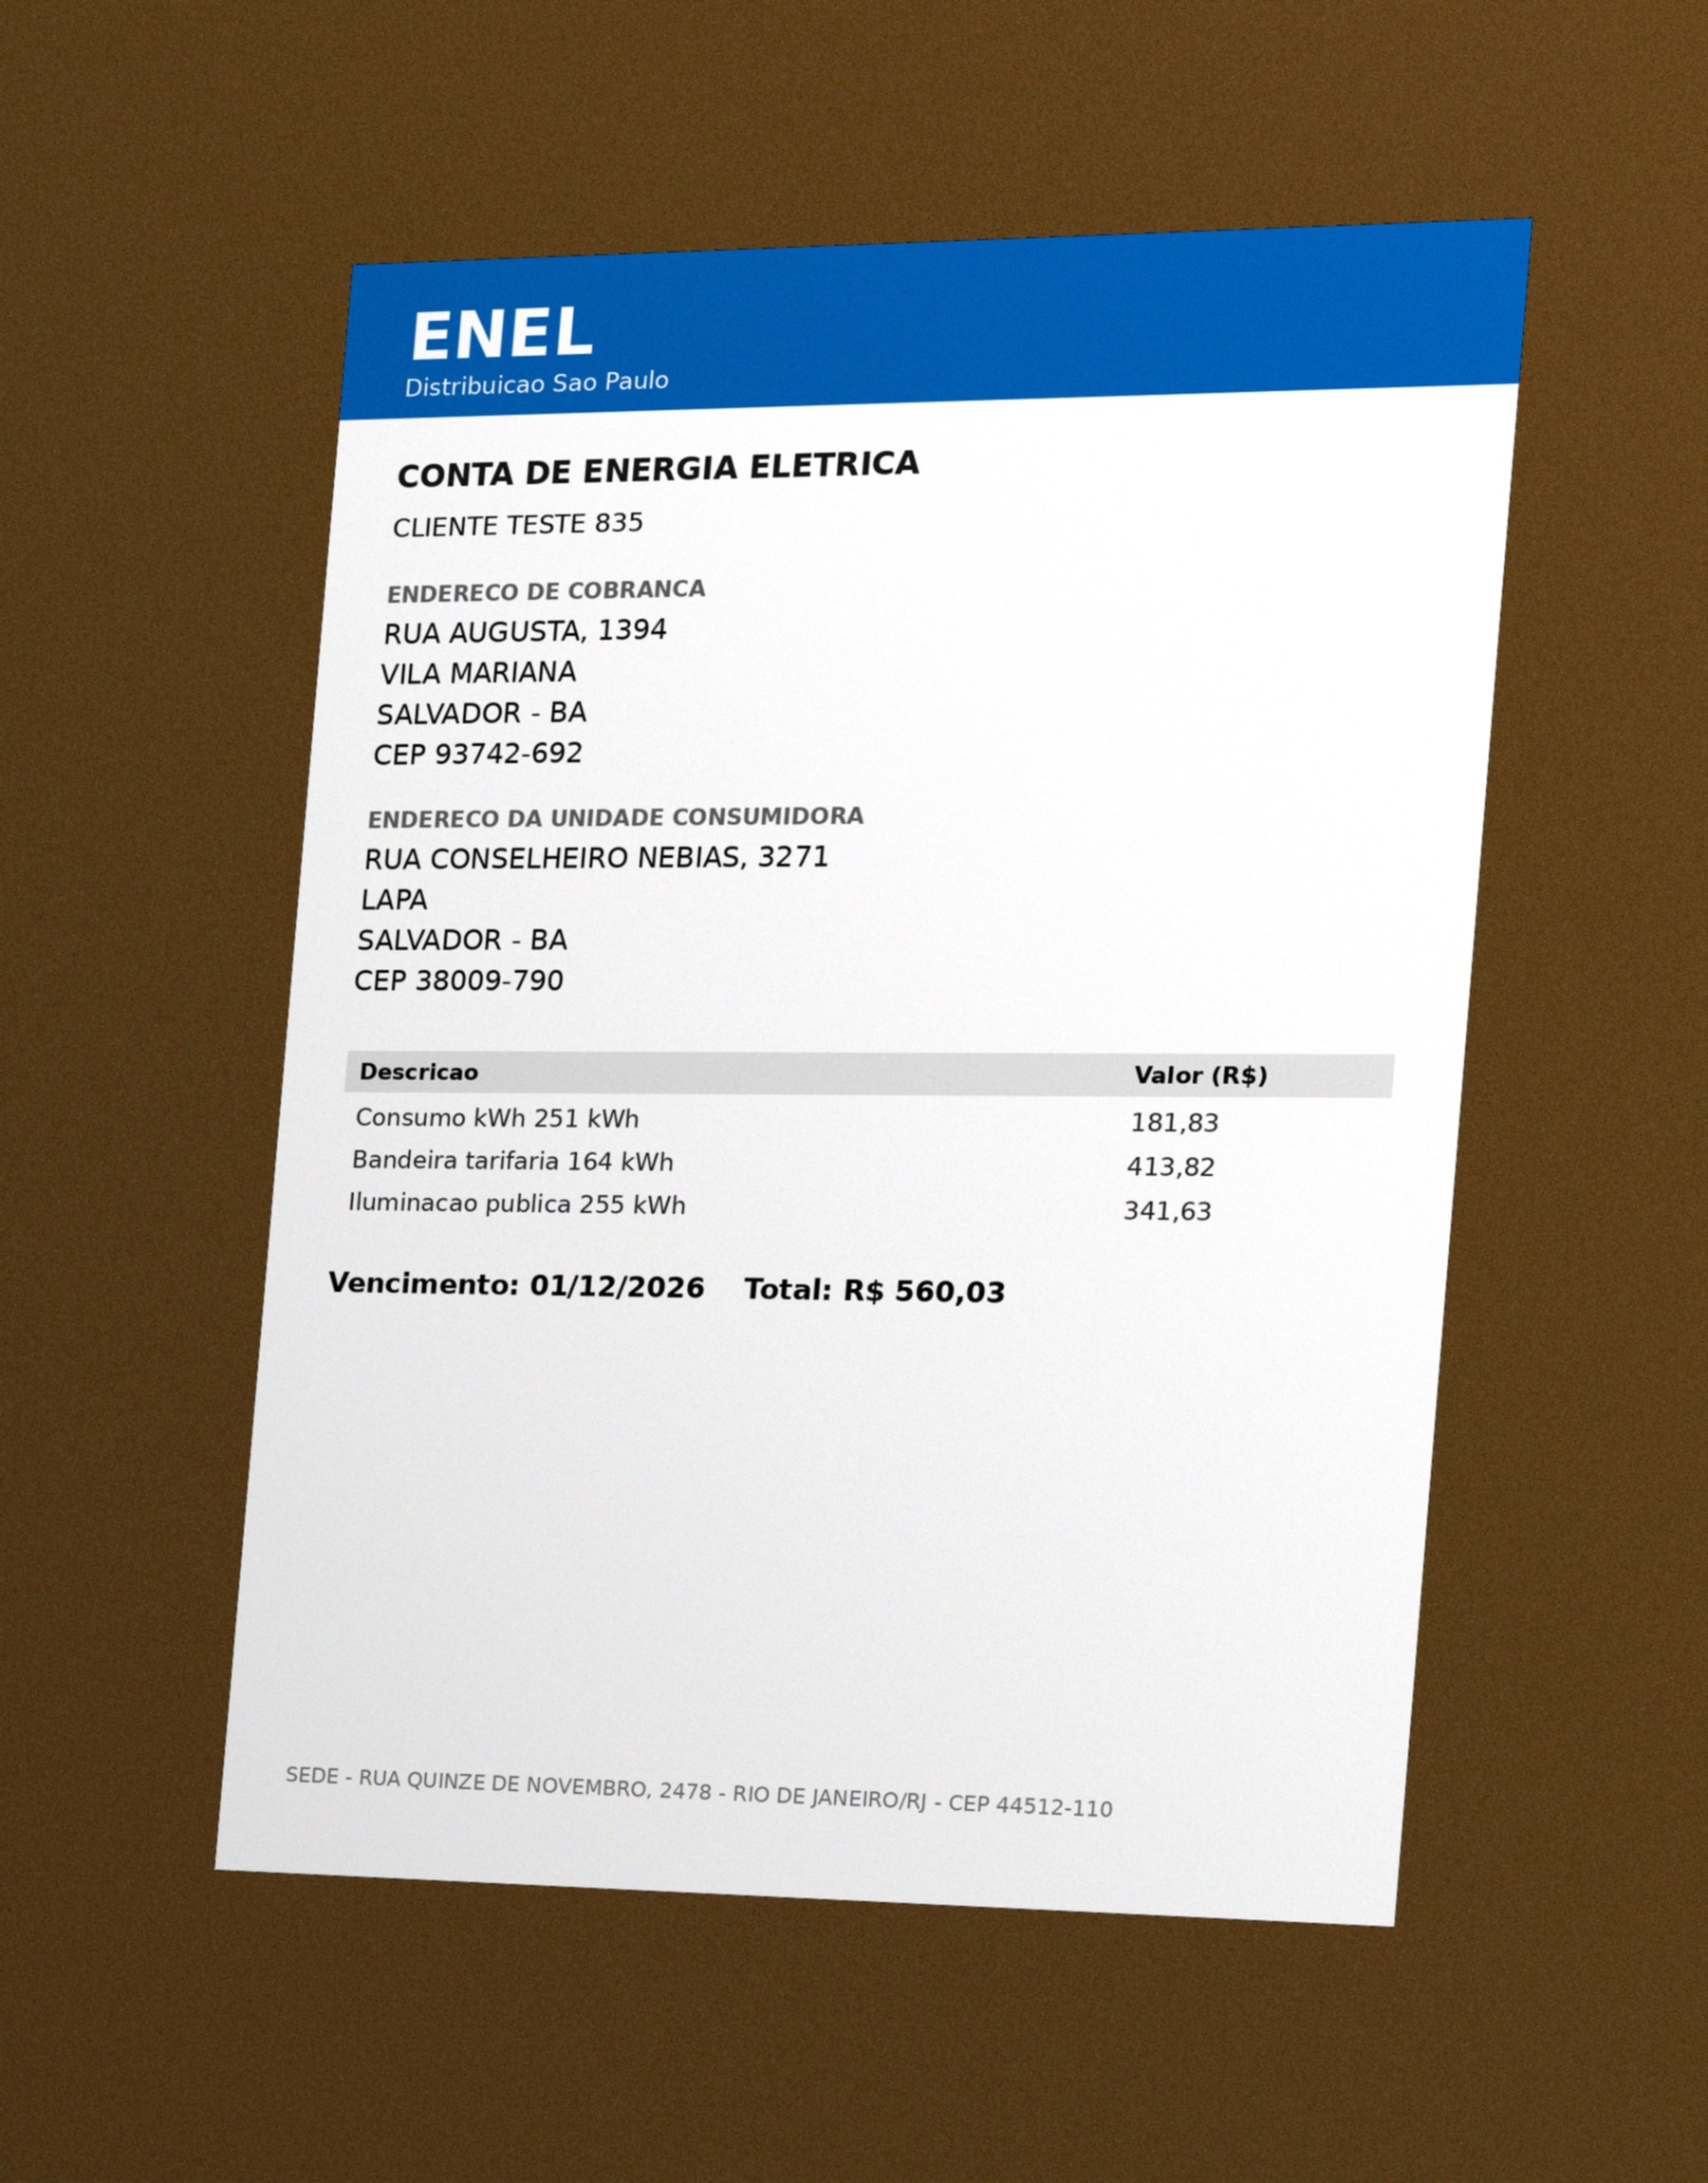 ENEL
Distribuicao Sao Paulo
CONTA DE ENERGIA ELETRICA
CLIENTE TESTE 835
ENDERECO DE COBRANCA
RUA AUGUSTA, 1394
VILA MARIANA
SALVADOR - BA
CEP 93742-692
ENDERECO DA UNIDADE CONSUMIDORA
RUA CONSELHEIRO NEBIAS, 3271
LAPA
SALVADOR - BA
CEP 38009-790
Descricao Valor (R$)
Consumo kWh 251 kWh 181,83
Bandeira tarifaria 164 kWh 413,82
Iluminacao publica 255 kWh 341,63
Vencimento: 01/12/2026 Total: R$ 560,03
SEDE - RUA QUINZE DE NOVEMBRO, 2478 - RIO DE JANEIRO/RJ - CEP 44512-110